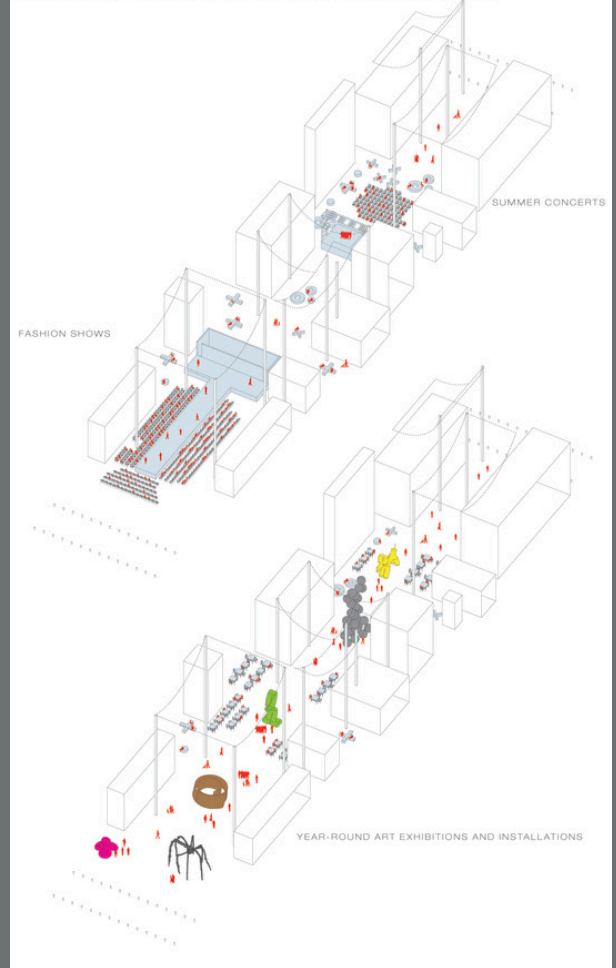 SUMMER CONCERTS
FASHION SHOWS
YEAR-ROUND ART EXHIBITIONS AND INSTALLATIONS